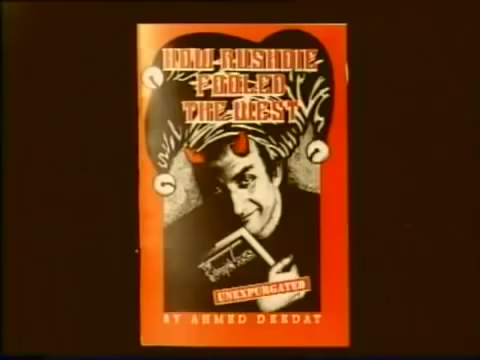 HOW RUSHDIE
FOOLED
THE WEST
UNEXPURGATED
BY AHMED DEEDAT